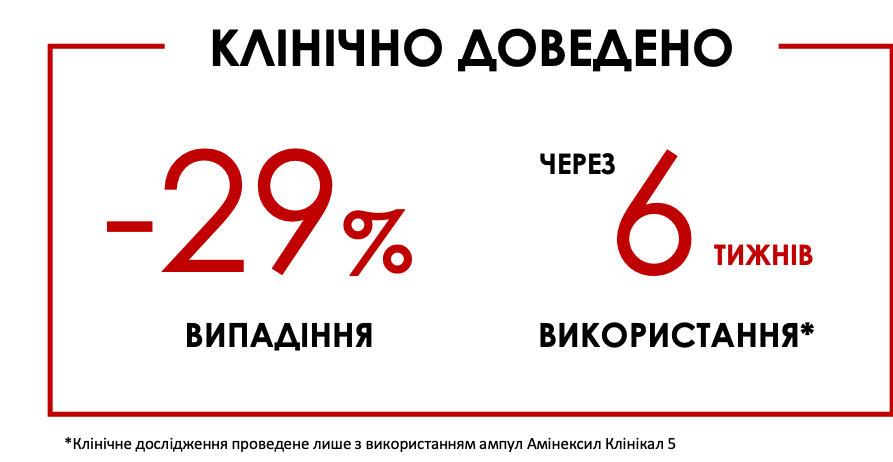 КЛІНІЧНО ДОВЕДЕНО
-29%
ВИПАДІННЯ
ЧЕРЕЗ
6 ТИЖНІВ
ВИКОРИСТАННЯ*
*Клінічне дослідження проведене лише з використанням ампул Амінексил Клінікал 5